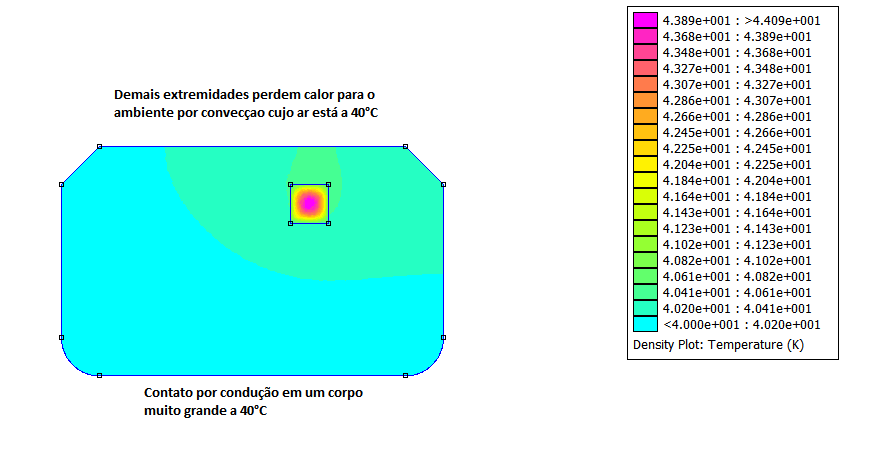 Demais extremidades perdem calor para o
ambiente por convecçao cujo ar está a 40°C
Contato por condução em um corpo
muito grande a 40°C
4.389e+001 : >4.409e+001
4.368e+001 : 4.389e+001
4.348e+001 : 4.368e+001
4.327e+001 : 4.348e+001
4.307e+001 : 4.327e+001
4.286e+001 : 4.307e+001
4.266e+001 : 4.286e+001
4.245e+001 : 4.266e+001
4.225e+001 : 4.245e+001
4.204e+001 : 4.225e+001
4.184e+001 : 4.204e+001
4.164e+001 : 4.184e+001
4.143e+001 : 4.164e+001
4.123e+001 : 4.143e+001
4.102e+001 : 4.123e+001
4.082e+001 : 4.102e+001
4.061e+001 : 4.082e+001
4.041e+001 : 4.061e+001
4.020e+001 : 4.041e+001
<4.000e+001 : 4.020e+001
Density Plot: Temperature (K)